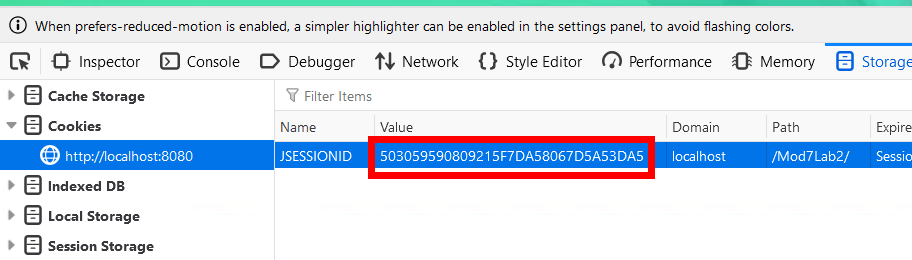 When prefers-reduced-motion is enabled, a simpler highlighter can be enabled in the settings panel, to avoid flashing colors.
Inspector Console Debugger Network Style Editor Performance Memory Storage
Cache Storage
Filter Items
Cookies
Name Value Domain Path Expire
http://localhost:8080
JSESSIONID 503059590809215F7DA58067D5A53DA5 localhost /Mod7Lab2/ Sessio
Indexed DB
Local Storage
Session Storage